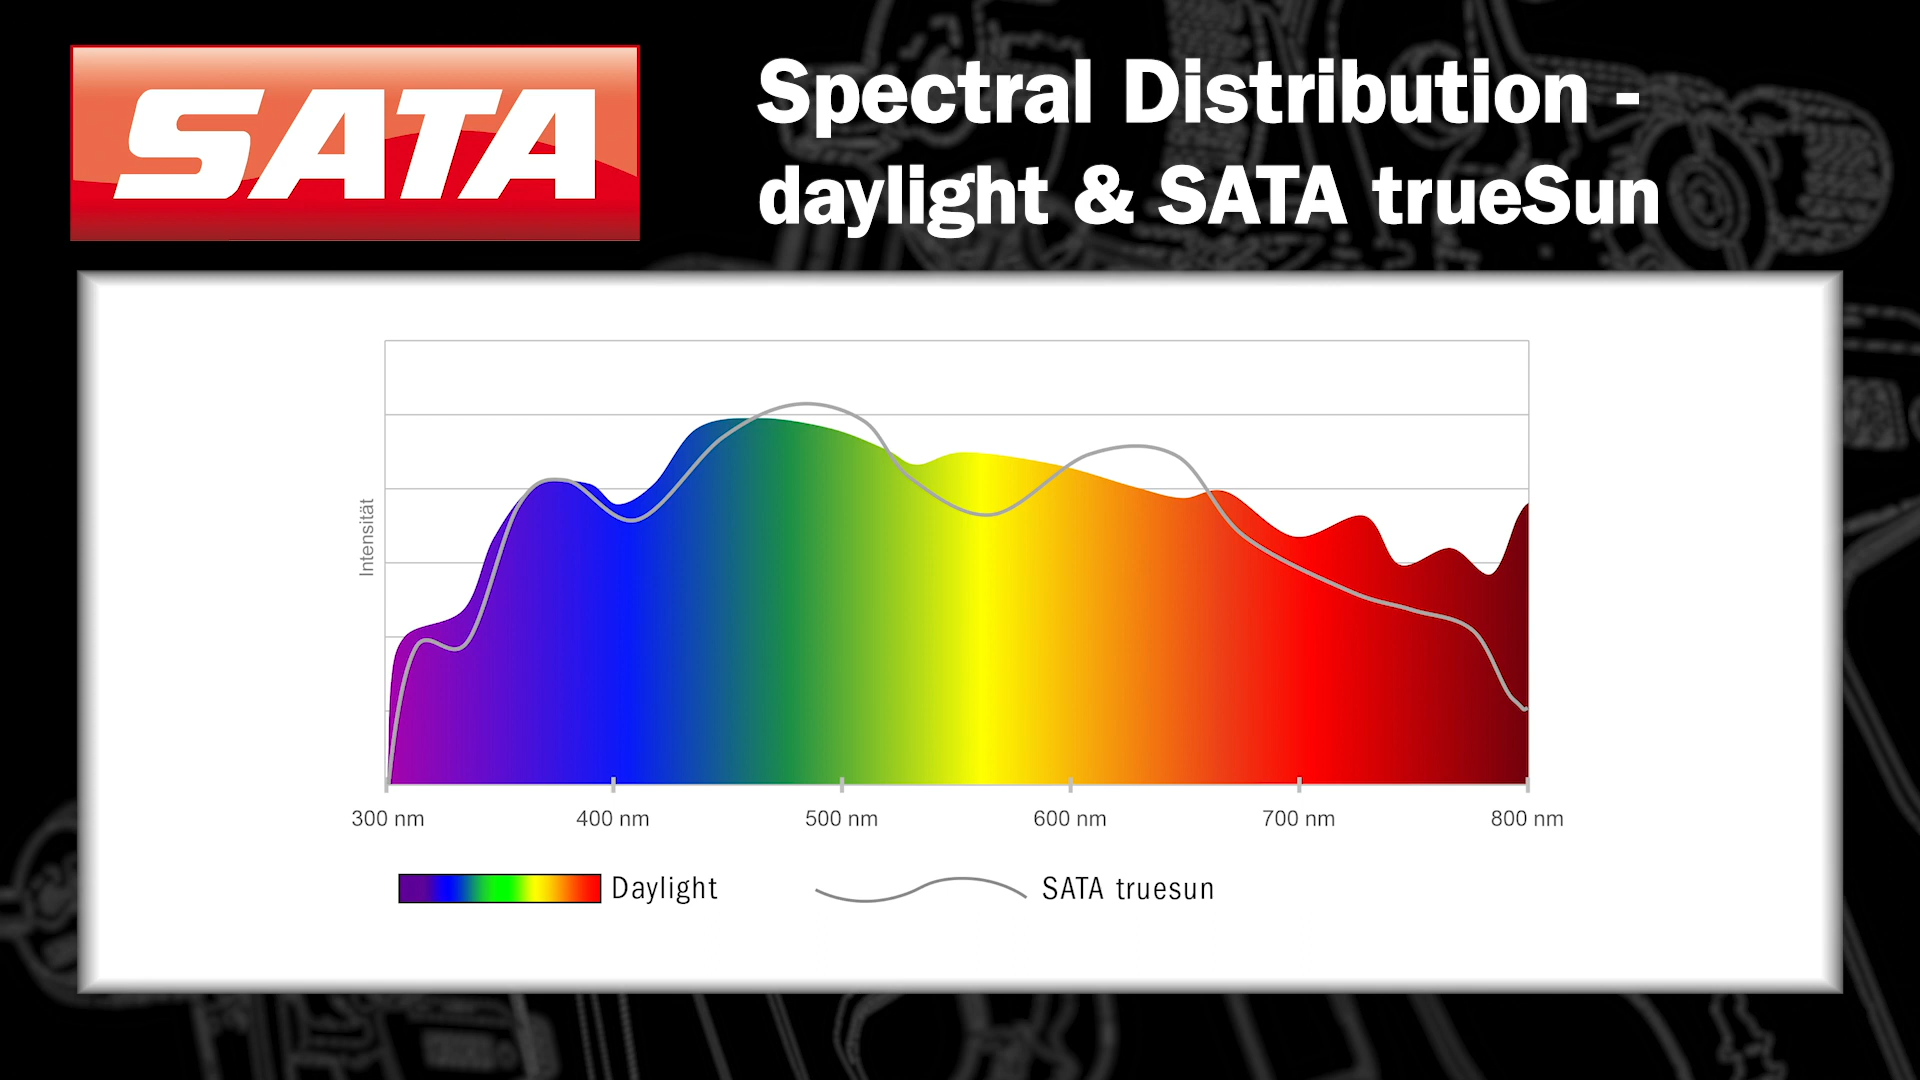 SATA
Spectral Distribution -
daylight & SATA trueSun
Intensität
300 nm 400 nm 500 nm 600 nm 700 nm 800 nm
Daylight SATA truesun